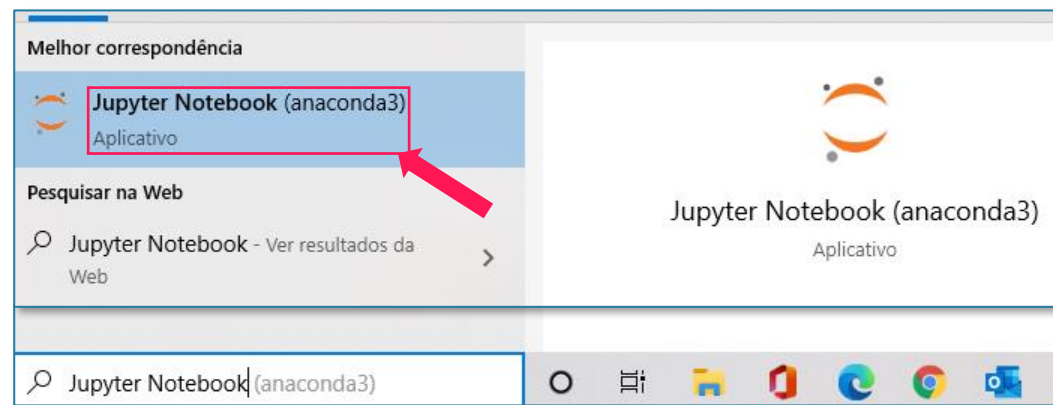 Melhor correspondência
Jupyter Notebook (anaconda3)
Aplicativo
Pesquisar na Web
Jupyter Notebook - Ver resultados da
Web
Jupyter Notebook (anaconda3)
Aplicativo
Jupyter Notebook (anaconda3)